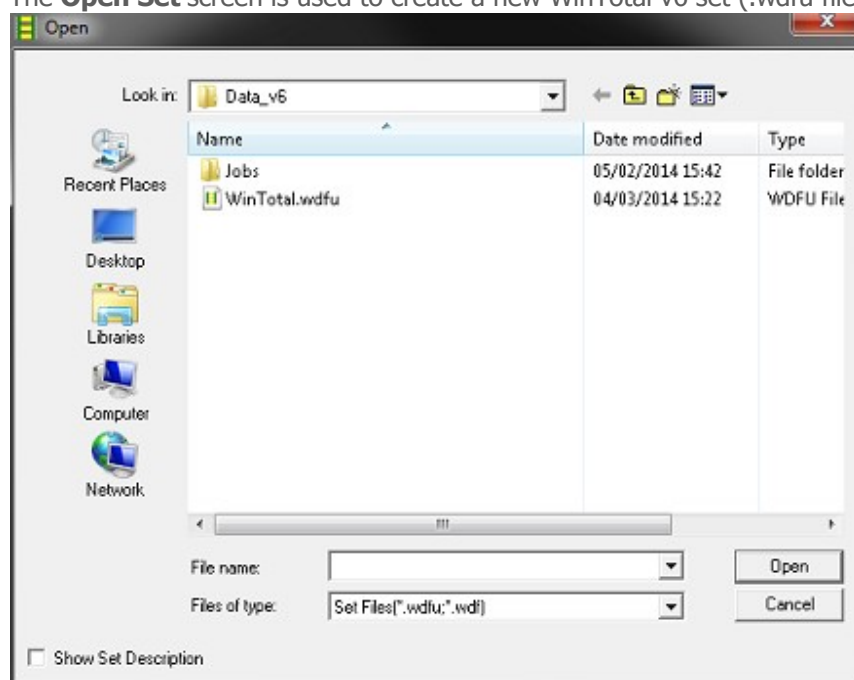 The Open Set screen is used to create a new WinTotal v6 set (.wdfu file
Open
x
Look in:
Data_v6
Name
Date modified
Type
Jobs
05/02/2014 15:42
File folder
WinTotal.wdfu
04/03/2014 15:22
WDFU File
Recent Places
Desktop
Libraries
Computer
Network
File name:
Open
Files of type:
Set Files(*.wdfu;*.wdf)
Cancel
Show Set Description